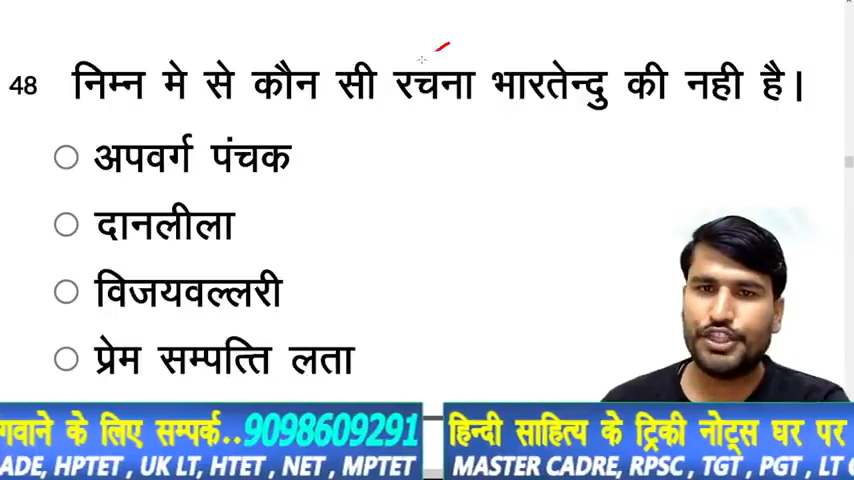 48 निम्न मे से कौन सी रचना भारतेन्दु की नही है।
अपवर्ग पंचक
दानलीला
विजयवल्लरी
प्रेम सम्पत्ति लता
गवाने के लिए सम्पर्क..9098609291
हिन्दी साहित्य के ट्रिकी नोट्स घर पर
ADE, HPTET , UK LT, HTET , NET , MPTET
MASTER CADRE, RPSC , TGT , PGT , LT